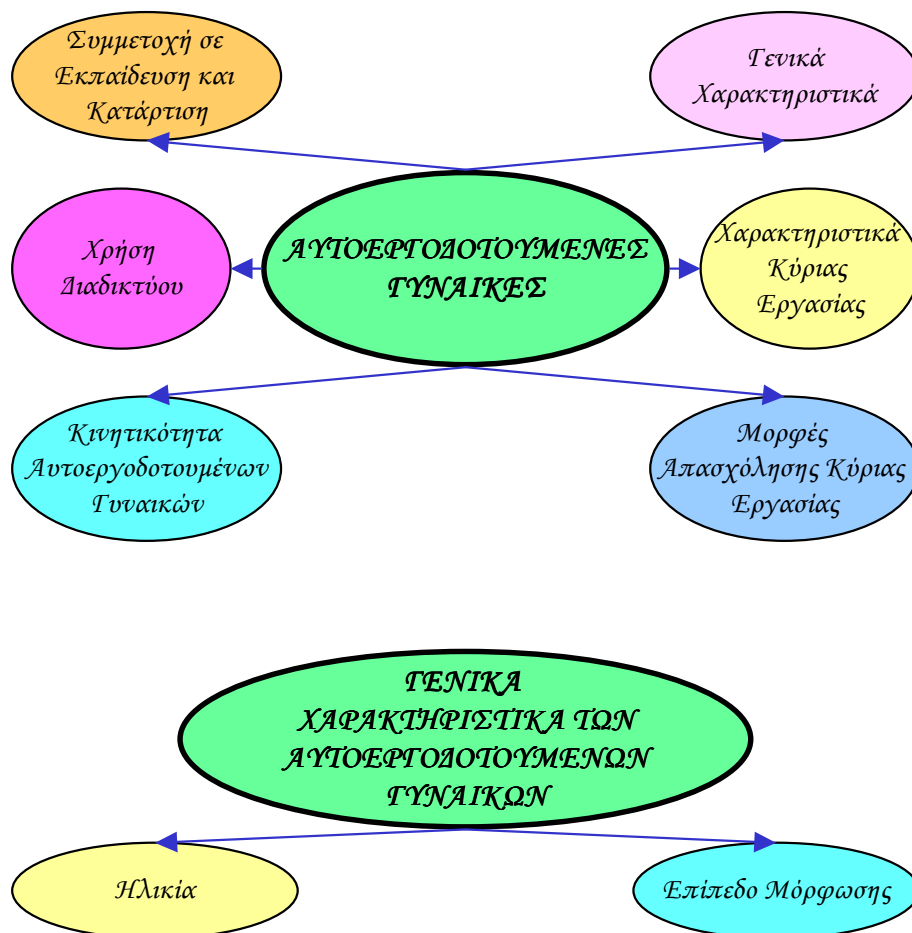 Συμμετοχή σε
Εκπαίδευση και
Κατάρτιση
Γενικά
Χαρακτηριστικά
Χρήση
Διαδικτύου
ΑΥΤΟΕΡΓΟΔΟΤΟΥΜΕΝΕΣ
ΓΥΝΑΙΚΕΣ
Χαρακτηριστικά
Κύριας
Εργασίας
Κινητικότητα
Αυτοεργοδοτουμένων
Γυναικών
Μορφές
Απασχόλησης Κύριας
Εργασίας
ΓΕΝΙΚΑ
ΧΑΡΑΚΤΗΡΙΣΤΙΚΑ ΤΩΝ
ΑΥΤΟΕΡΓΟΔΟΤΟΥΜΕΝΩΝ
ΓΥΝΑΙΚΩΝ
Ηλικία
Επίπεδο Μόρφωσης